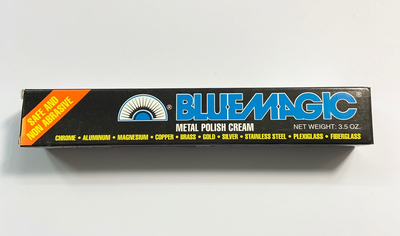 SAFE AND
NON ABRASIVE
BLUEMAGIC®
METAL POLISH CREAM
NET WEIGHT: 3.5 OZ.
CHROME • ALUMINUM • MAGNESIUM • COPPER • BRASS • GOLD • SILVER • STAINLESS STEEL • PLEXIGLASS • FIBERGLASS